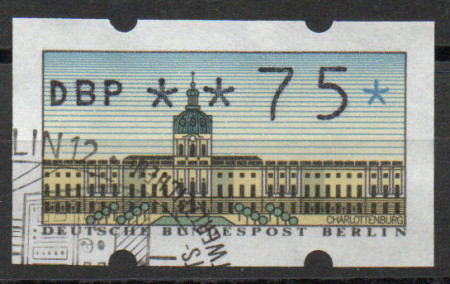 DBP ** 75*
LIN 12
CHARLOTTENBURG
DEUTSCHE BUNDESPOST BERLIN